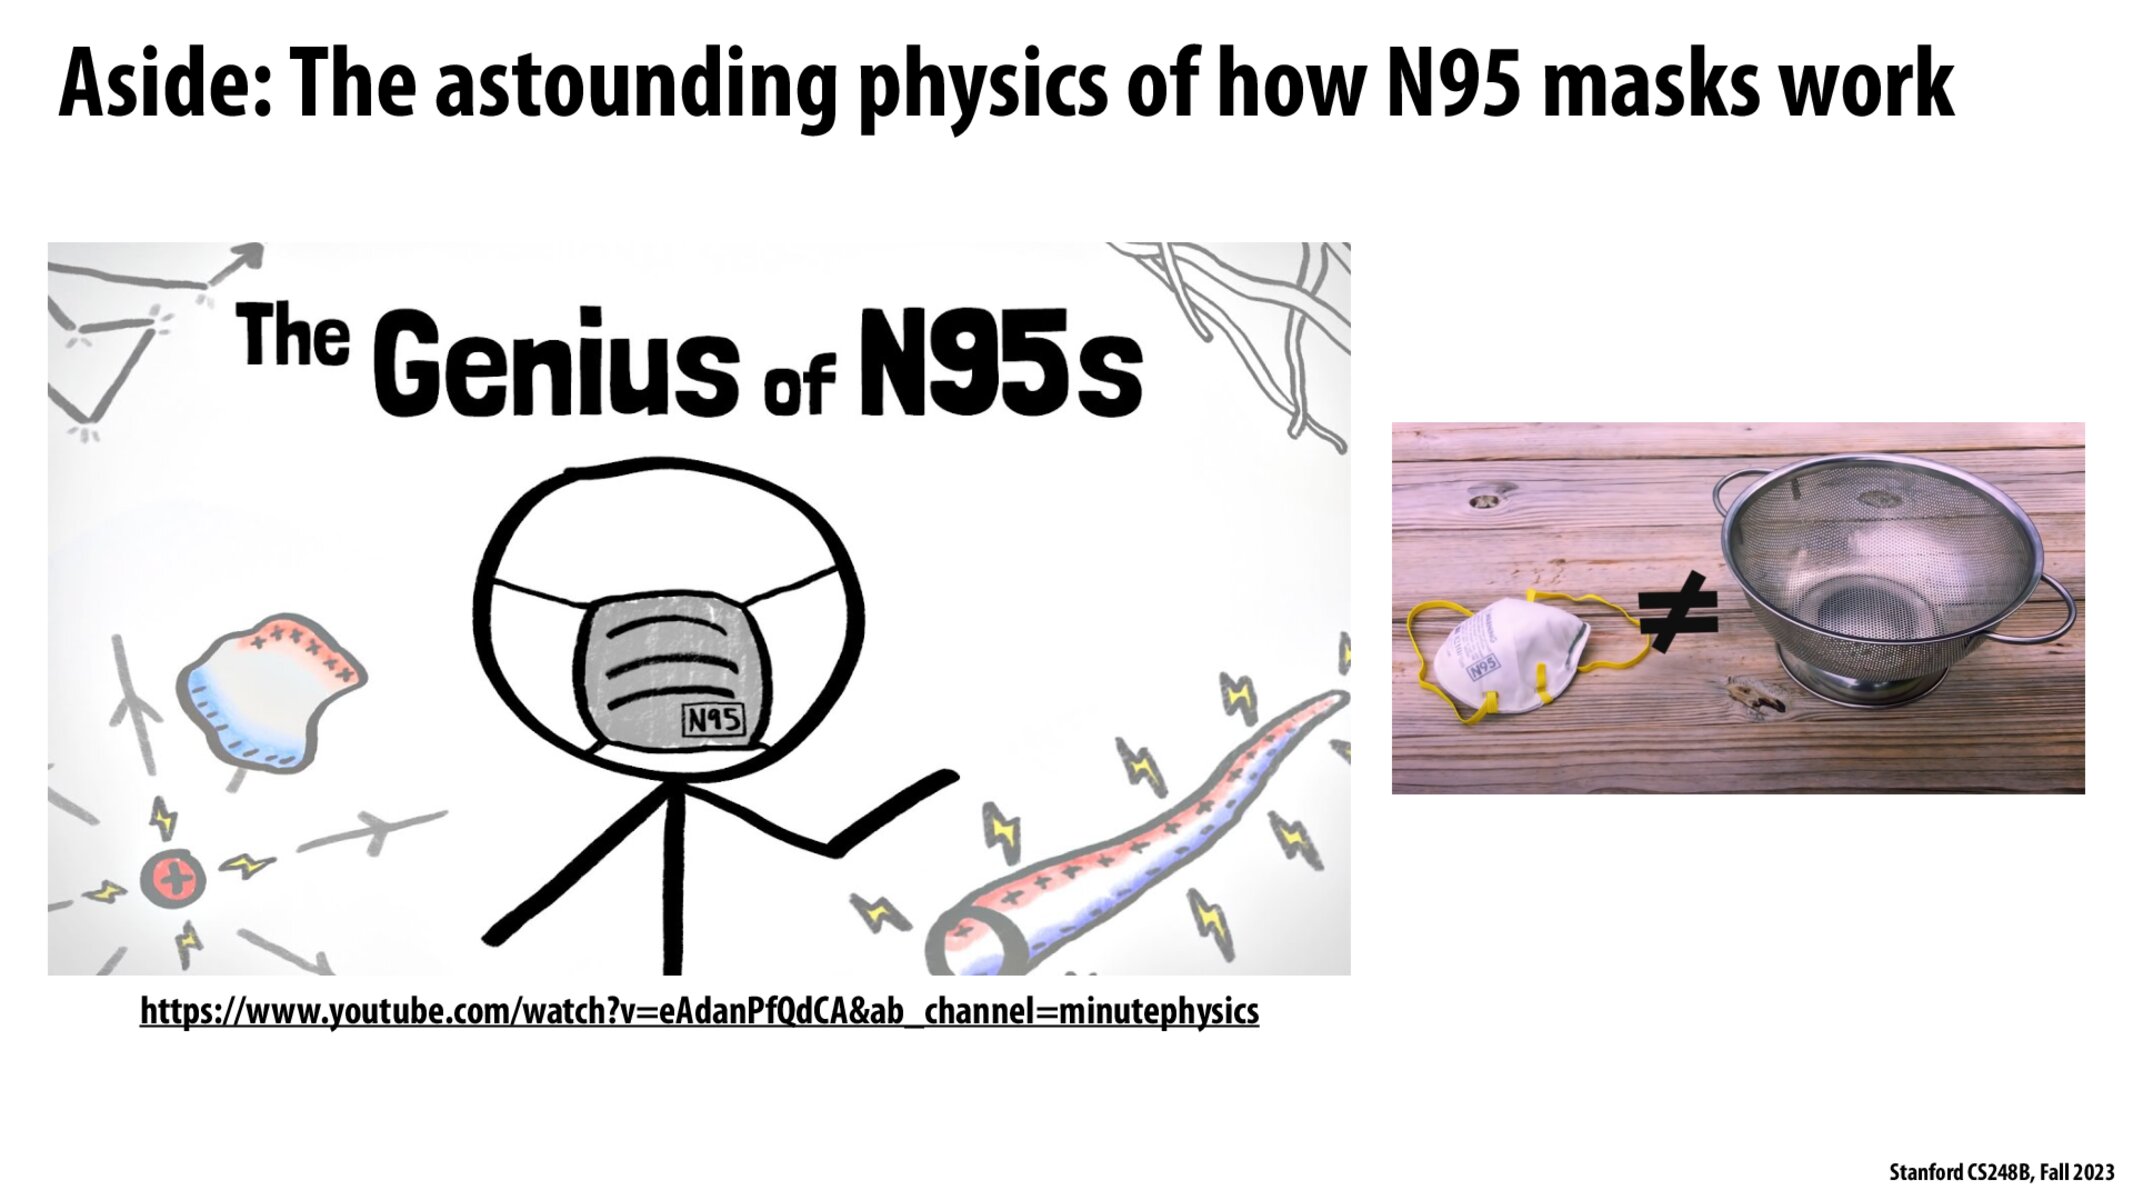 Aside: The astounding physics of how N95 masks work
The Genius of N95s
N95
N95
https://www.youtube.com/watch?v=eAdanPfQdCA&ab_channel=minutephysics
Stanford CS248B, Fall 2023